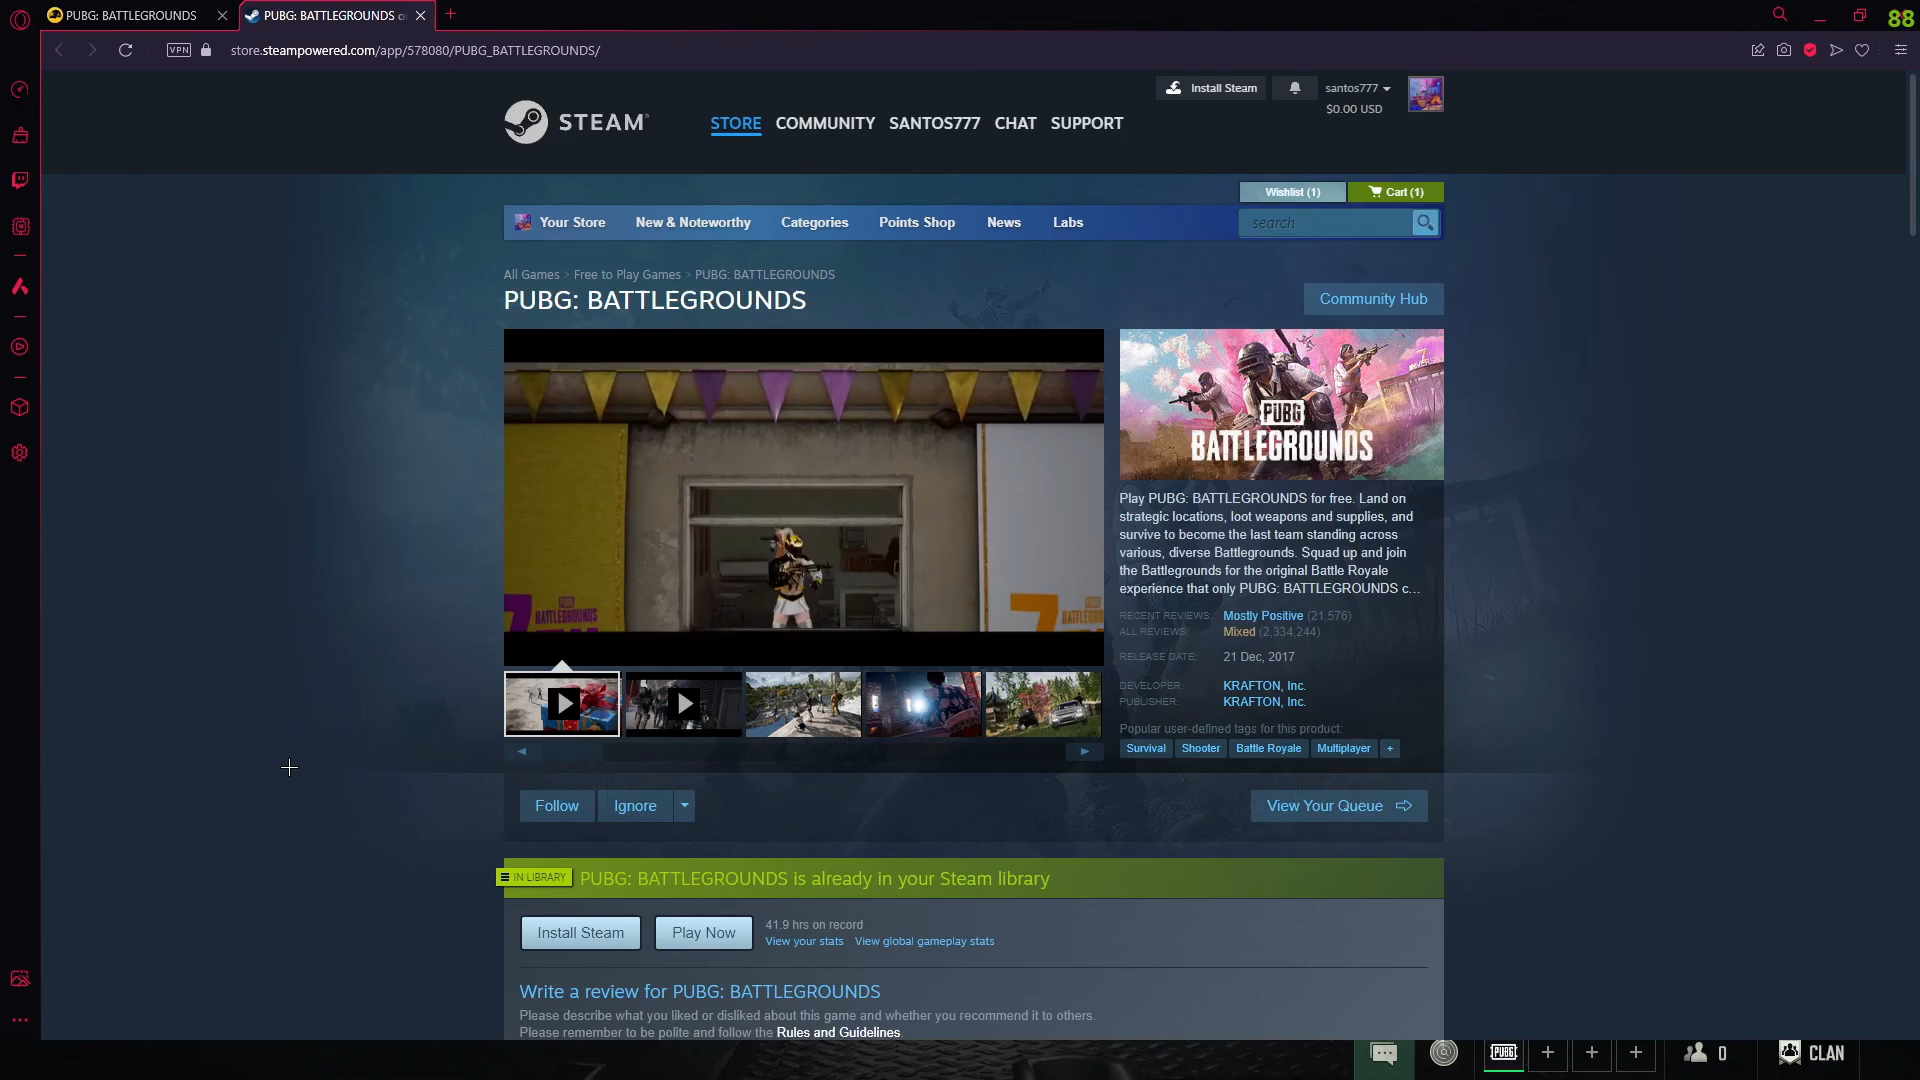 PUBG: BATTLEGROUNDS
PUBG: BATTLEGROUNDS o
88
VPN
store.steampowered.com/app/578080/PUBG_BATTLEGROUNDS/
Install Steam
santos777
$0.00 USD
STEAM
STORE COMMUNITY SANTOS777 CHAT SUPPORT
Wishlist (1)
Cart (1)
Your Store New & Noteworthy Categories Points Shop News Labs
search
All Games > Free to Play Games > PUBG: BATTLEGROUNDS
PUBG: BATTLEGROUNDS
Community Hub
PUBG
BATTLEGROUNDS
Play PUBG: BATTLEGROUNDS for free. Land on
strategic locations, loot weapons and supplies, and
survive to become the last team standing across
various, diverse Battlegrounds. Squad up and join
the Battlegrounds for the original Battle Royale
experience that only PUBG: BATTLEGROUNDS c...
RECENT REVIEWS: Mostly Positive (21,576)
ALL REVIEWS: Mixed (2,334,244)
RELEASE DATE: 21 Dec, 2017
DEVELOPER: KRAFTON, Inc.
PUBLISHER: KRAFTON, Inc.
Popular user-defined tags for this product:
Survival Shooter Battle Royale Multiplayer +
Follow
Ignore
View Your Queue
IN LIBRARY
PUBG: BATTLEGROUNDS is already in your Steam library
Install Steam
Play Now
41.9 hrs on record
View your stats View global gameplay stats
Write a review for PUBG: BATTLEGROUNDS
Please describe what you liked or disliked about this game and whether you recommend it to others.
Please remember to be polite and follow the Rules and Guidelines.
PUBG
0
CLAN